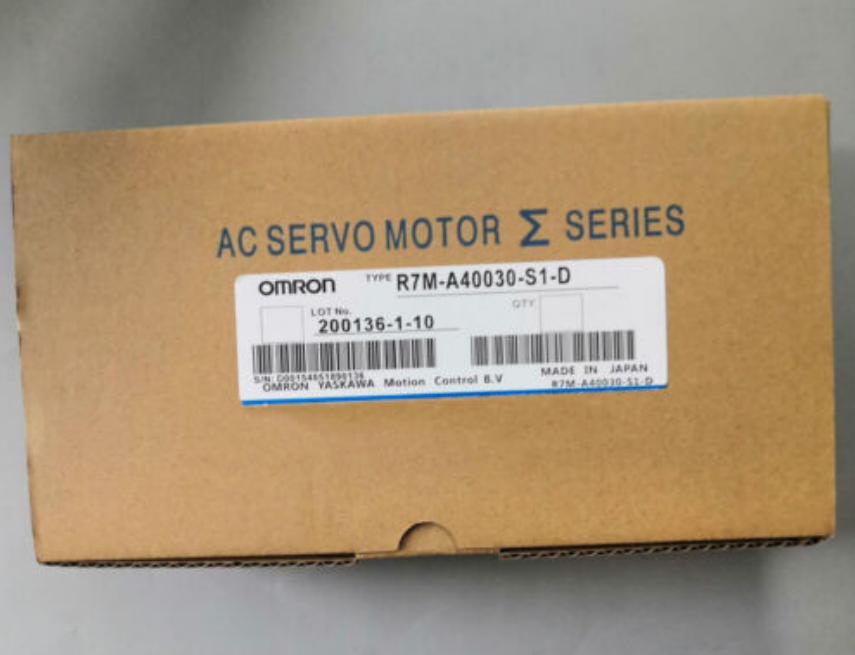 AC SERVO MOTOR Σ SERIES
OMRON TYPE R7M-A40030-S1-D
LOT No. QTY
200136-1-10
S/N:
MADE IN JAPAN
OMRON YASKAWA Motion Control B.V
R7M-A40030-S1-D